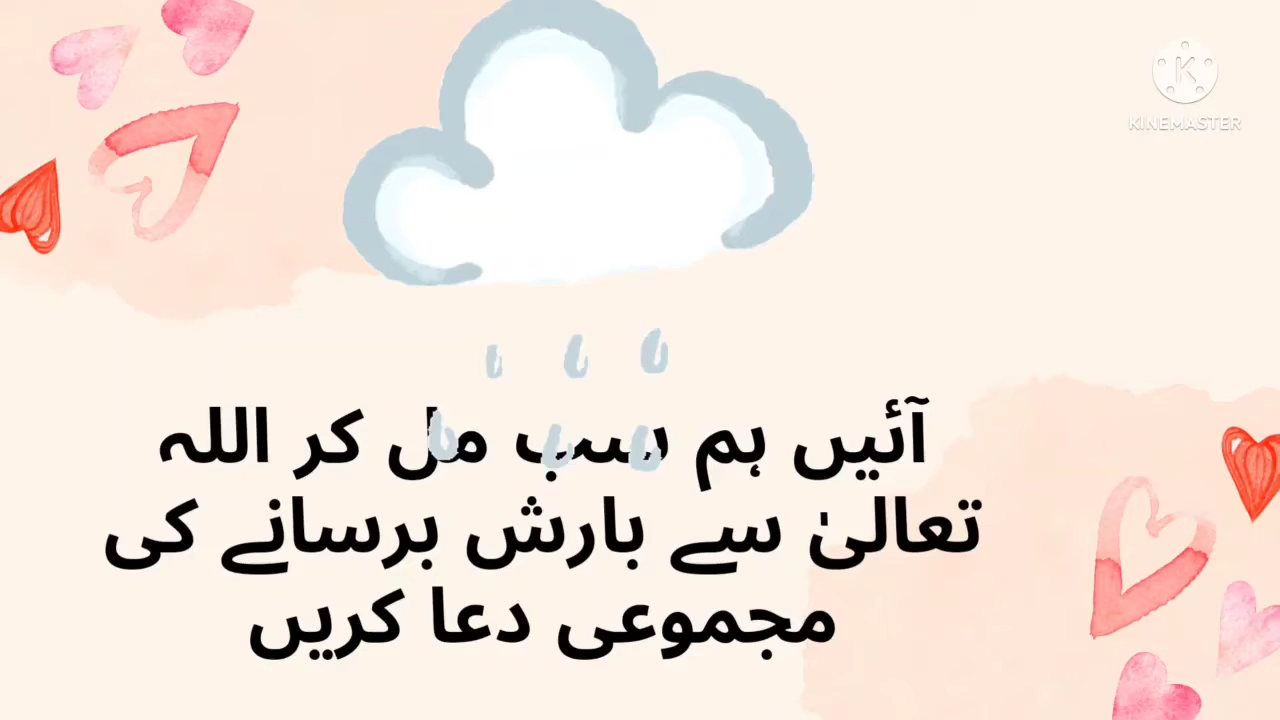 KINEMASTER
آئیں ہم سب مل کر اللہ
تعالیٰ سے بارش برسانے کی
مجموعی دعا کریں